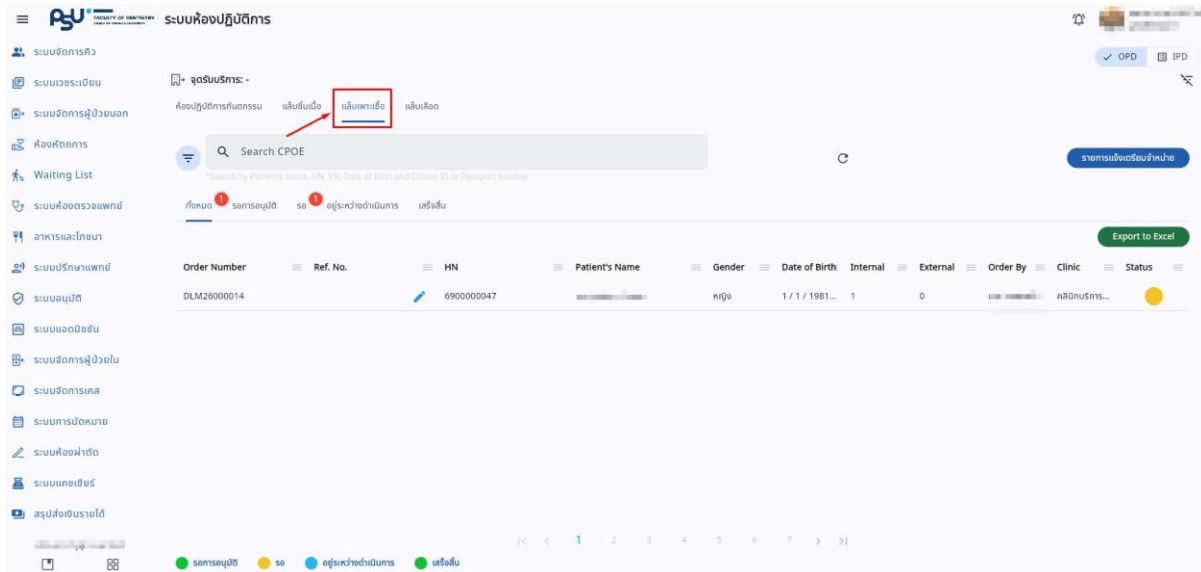 PSU FACULTY OF DENTISTRY ระบบห้องปฏิบัติการ
OPD IPD
ระบบจัดการคิว
ระบบเวชระเบียน
ระบบจัดการผู้ป่วยนอก
ห้องหัตถการ
Waiting List
ระบบห้องตรวจแพทย์
อาหารและโภชนา
ระบบปรึกษาแพทย์
ระบบอนุมัติ
ระบบแอดมิชชัน
ระบบจัดการผู้ป่วยใน
ระบบจัดการเคส
ระบบการนัดหมาย
ระบบห้องผ่าตัด
ระบบแคชเชียร์
สรุปส่งเงินรายได้
จุดรับบริการ: -
ห้องปฏิบัติการทันตกรรม แล็บชิ้นเนื้อ แล็บเพาะเชื้อ แล็บเลือด
Search CPOE
รายการแจ้งเตรียมจำหน่าย
*Search by Patient's name, HN, VN, Date of Birth and Citizen ID or Passport number
ทั้งหมด 1 รอการอนุมัติ รอ 1 อยู่ระหว่างดำเนินการ เสร็จสิ้น
Export to Excel
Order Number Ref. No. HN Patient's Name Gender Date of Birth Internal External Order By Clinic Status
DLM26000014 6900000047 หญิง 1 / 1 / 1981... 1 0 คลินิกบริการ...
1 2 3 4 5 6 7
รอการอนุมัติ รอ อยู่ระหว่างดำเนินการ เสร็จสิ้น